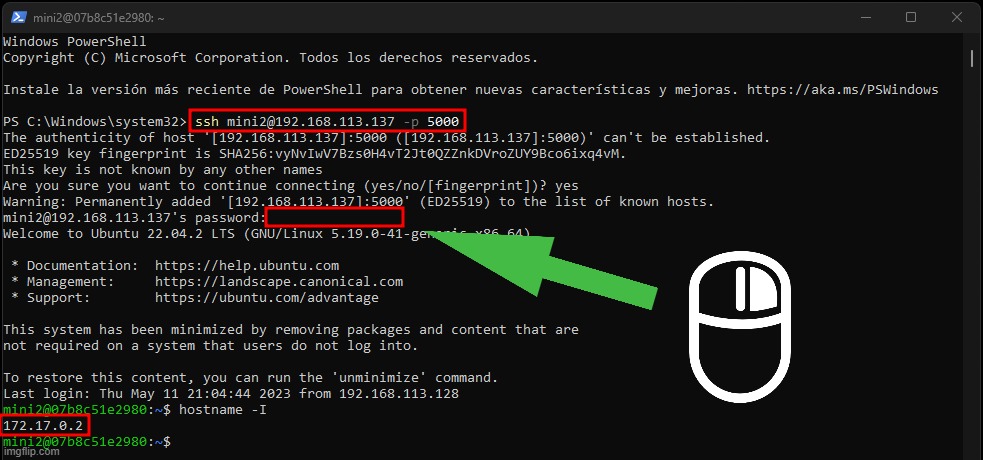 mini2@07b8c51e2980: ~
Windows PowerShell
Copyright (C) Microsoft Corporation. Todos los derechos reservados.
Instale la versión más reciente de PowerShell para obtener nuevas características y mejoras. https://aka.ms/PSWindows
PS C:\Windows\system32> ssh mini2@192.168.113.137 -p 5000
The authenticity of host '[192.168.113.137]:5000 ([192.168.113.137]:5000)' can't be established.
ED25519 key fingerprint is SHA256:vyNvIwV7Bzs0H4vT2Jt0QZZnkDVroZUY9Bco6ixq4vM.
This key is not known by any other names
Are you sure you want to continue connecting (yes/no/[fingerprint])? yes
Warning: Permanently added '[192.168.113.137]:5000' (ED25519) to the list of known hosts.
mini2@192.168.113.137's password:
Welcome to Ubuntu 22.04.2 LTS (GNU/Linux 5.19.0-41-generic x86_64)
* Documentation:  https://help.ubuntu.com
* Management:     https://landscape.canonical.com
* Support:        https://ubuntu.com/advantage
This system has been minimized by removing packages and content that are
not required on a system that users do not log into.
To restore this content, you can run the 'unminimize' command.
Last login: Thu May 11 21:04:44 2023 from 192.168.113.128
mini2@07b8c51e2980:~$ hostname -I
172.17.0.2
mini2@07b8c51e2980:~$
imgflip.com